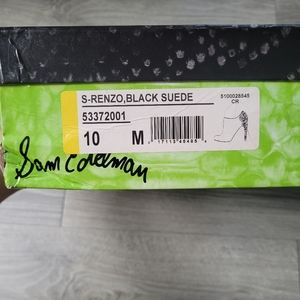 S-RENZO,BLACK SUEDE
5100028545
CR
53372001
10 M
Sam Edelman